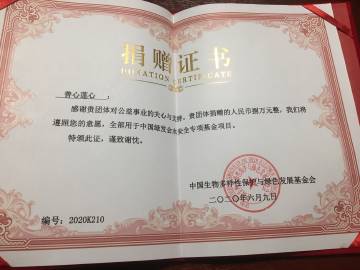 捐赠证书
DONATION CERTIFICATE
善心莲心：
感谢贵团体对公益事业的关心与支持。贵团体捐赠的人民币捌万元整，我们将
遵照您的意愿，全部用于中国绿发会水安全专项基金项目。
特颁此证，谨致谢忱。
中国生物多样性保护与绿色发展基金会
二〇二〇年六月九日
编号：2020K210